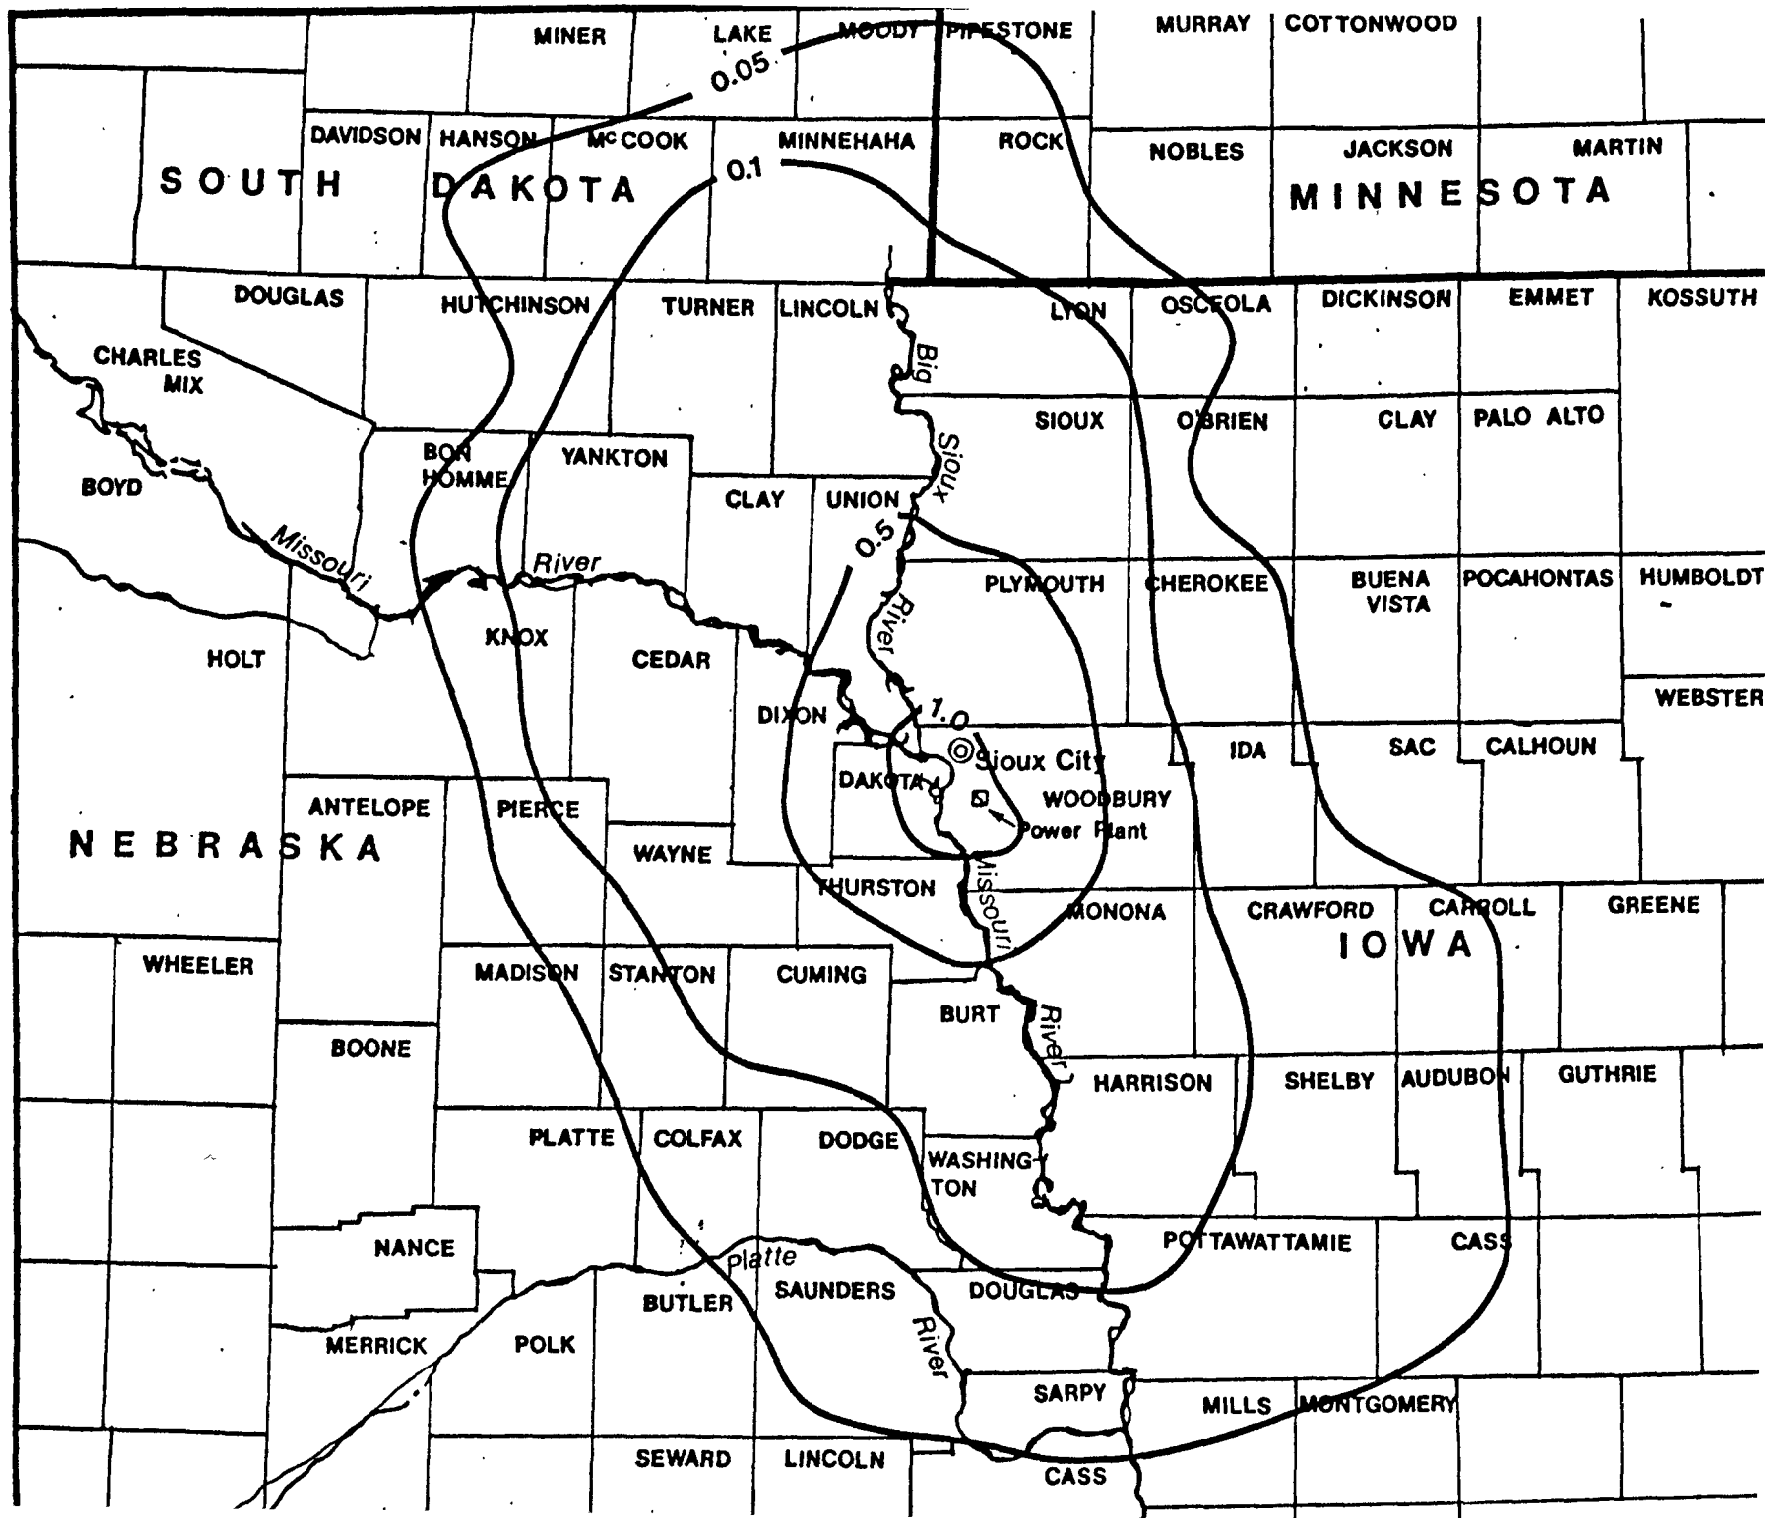 MINER
LAKE
MOODY
PIPESTONE
MURRAY
COTTONWOOD
0.05
DAVIDSON
HANSON
McCOOK
MINNEHAHA
ROCK
NOBLES
JACKSON
MARTIN
0.1
SOUTH DAKOTA
MINNESOTA
DOUGLAS
HUTCHINSON
TURNER
LINCOLN
LYON
OSCEOLA
DICKINSON
EMMET
KOSSUTH
CHARLES
MIX
Big
Sioux
River
SIOUX
O'BRIEN
CLAY
PALO ALTO
BON
HOMME
YANKTON
BOYD
CLAY
UNION
0.5
Missouri
River
PLYMOUTH
CHEROKEE
BUENA
VISTA
POCAHONTAS
HUMBOLDT
KNOX
HOLT
CEDAR
WEBSTER
DIXON
1.0
Sioux City
IDA
SAC
CALHOUN
DAKOTA
WOODBURY
Power Plant
ANTELOPE
PIERCE
NEBRASKA
WAYNE
THURSTON
Missouri
River
MONONA
CRAWFORD
CARROLL
GREENE
IOWA
WHEELER
MADISON
STANTON
CUMING
BURT
BOONE
HARRISON
SHELBY
AUDUBON
GUTHRIE
PLATTE
COLFAX
DODGE
WASHING-
TON
NANCE
Platte
River
POTTAWATTAMIE
CASS
BUTLER
SAUNDERS
DOUGLAS
MERRICK
POLK
SARPY
MILLS
MONTGOMERY
SEWARD
LINCOLN
CASS